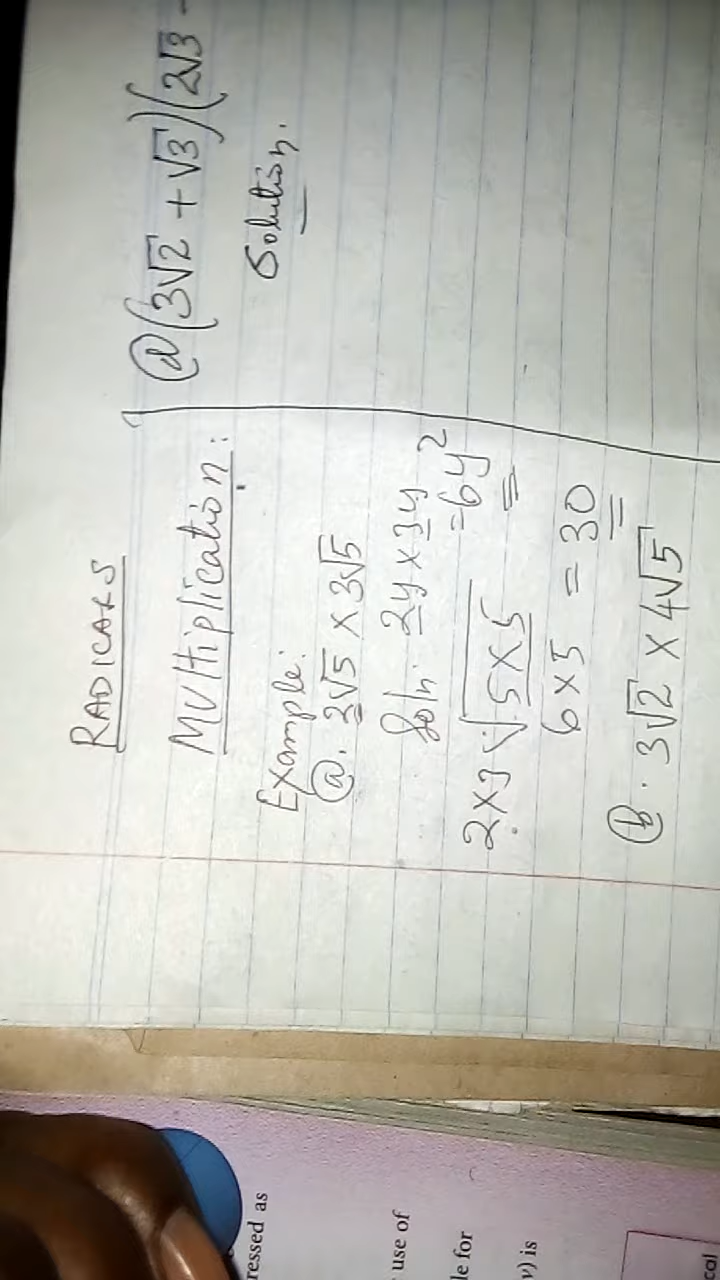 RADICALS
Multiplication:
Example:
ⓐ. 2√5 × 3√5
Soln. 2y × 3y
= 6y²
2×3 √5×5
6×5 = 30
ⓑ. 3√2 × 4√5
ⓓ (3√2 + √3)(2√3 -
Solution.
ressed as
use of
le for
v) is